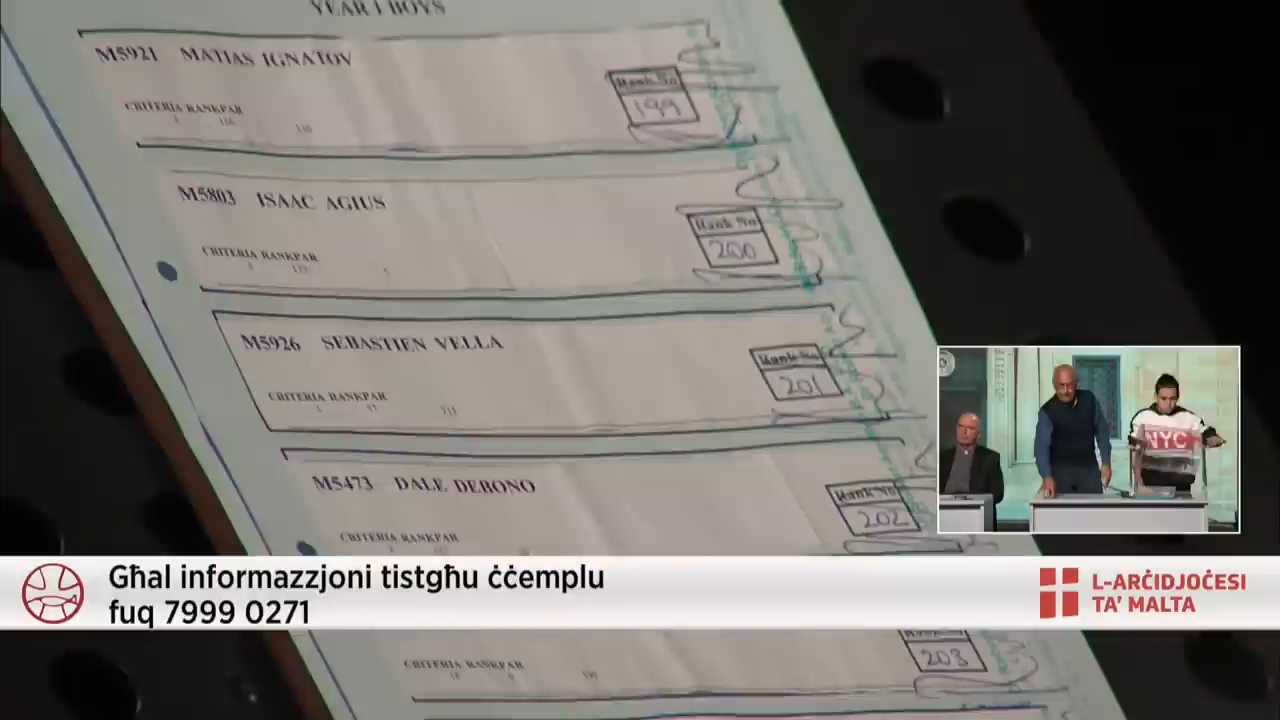 YEAR 1 BOYS
M5921 MATIAS IGNATOV
Rank No
199
CRITERIA RANKPAR
M5803 ISAAC AGIUS
Rank No
200
CRITERIA RANKPAR
M5926 SEBASTIEN VELLA
Rank No
201
CRITERIA RANKPAR
M5473 DALE DEBONO
Rank No
202
CRITERIA RANKPAR
NYC
Għal informazzjoni tistgħu ċċemplu
fuq 7999 0271
L-ARĊIDJOĊESI
TA' MALTA
203
CRITERIA RANKPAR